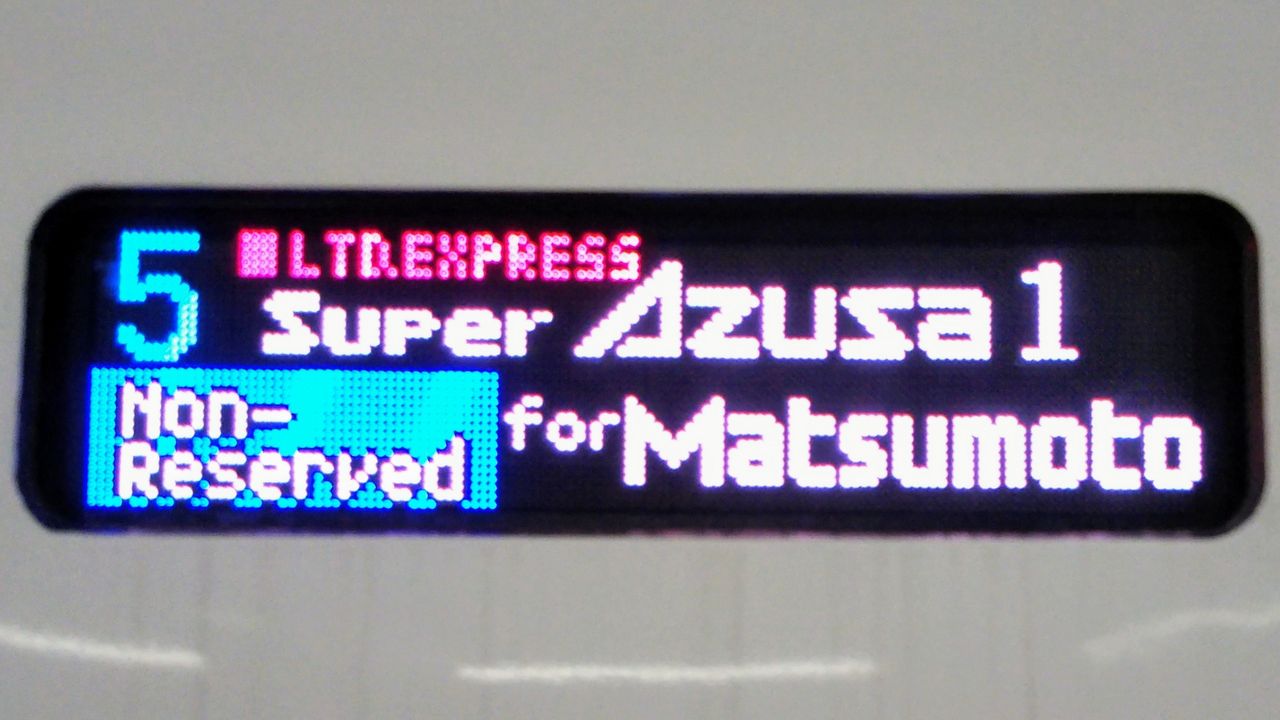 5
■LTD.EXPRESS
Super Azusa 1
Non-
Reserved
for Matsumoto